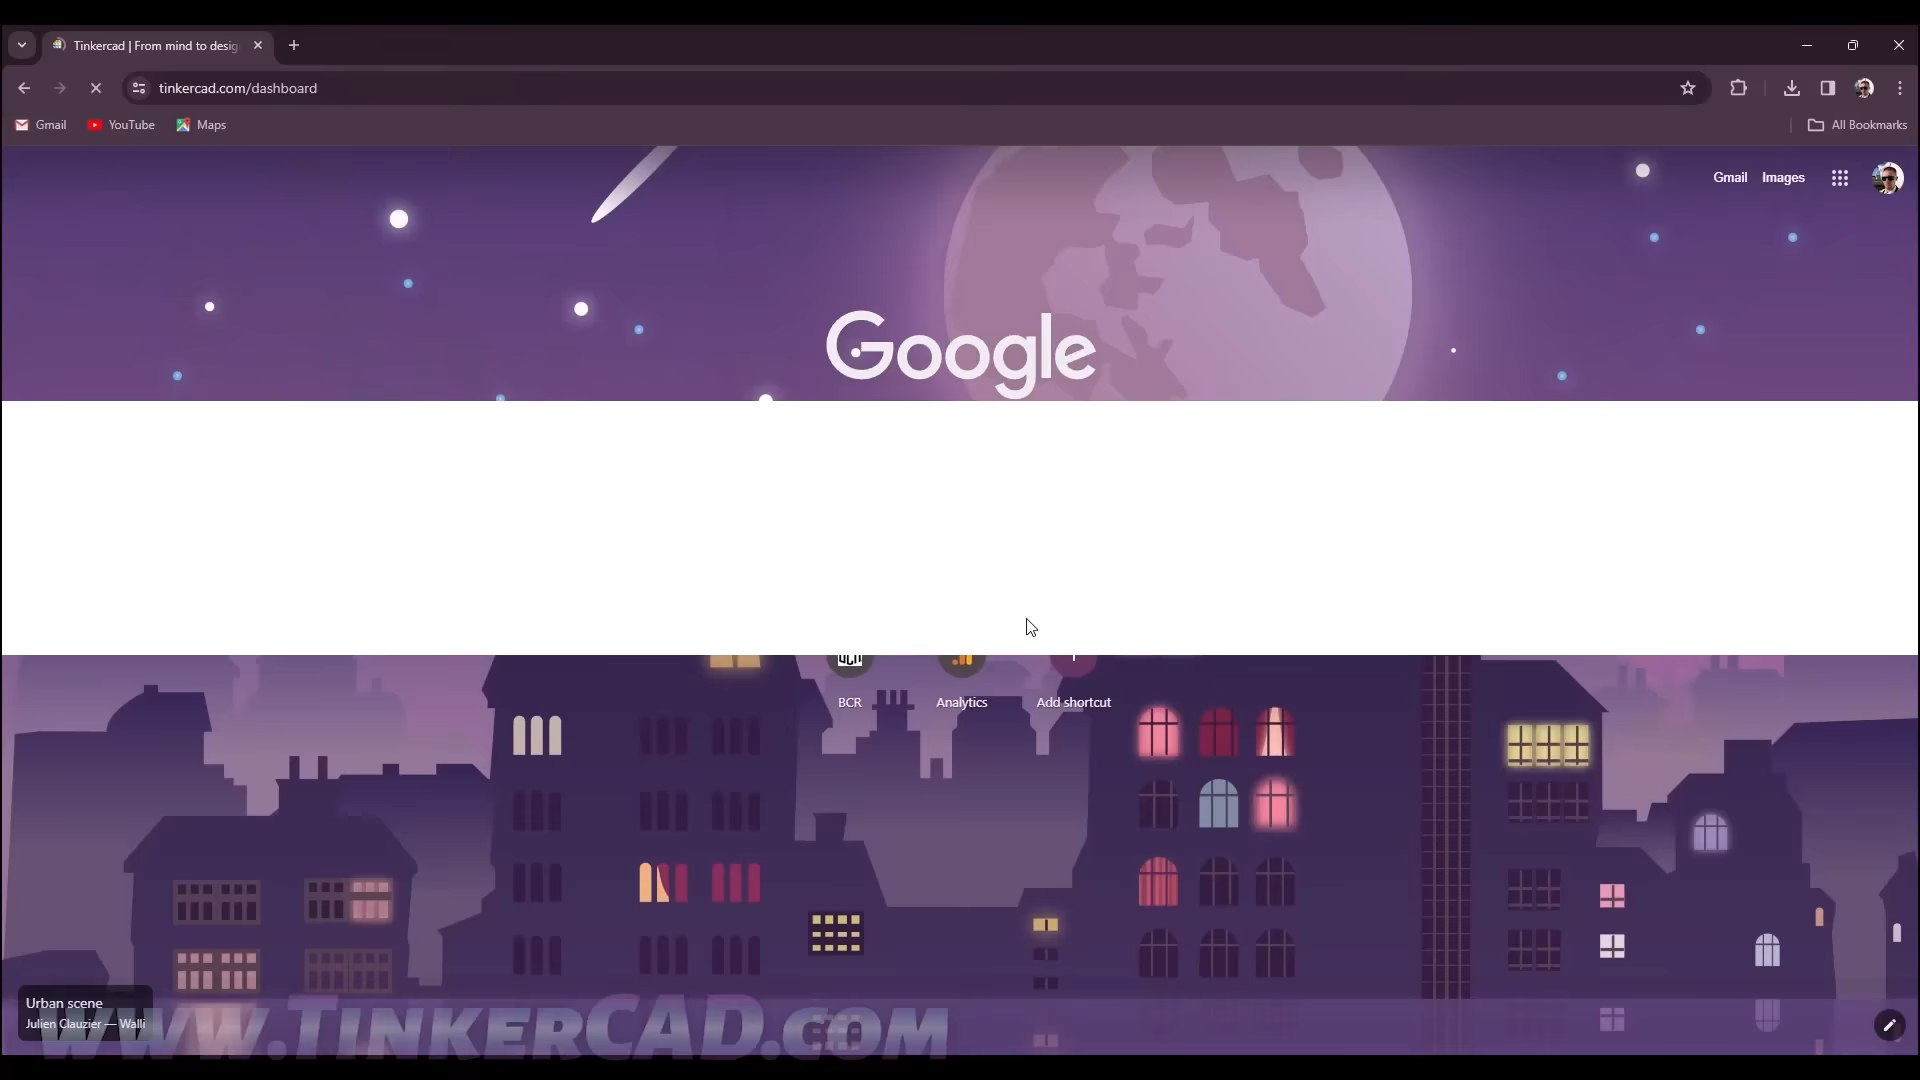 Tinkercad | From mind to desig
tinkercad.com/dashboard
Gmail
YouTube
Maps
All Bookmarks
Gmail
Images
Google
BCR
Analytics
Add shortcut
Urban scene
Julien Clauzier — Walli
www.TinkerCAD.com